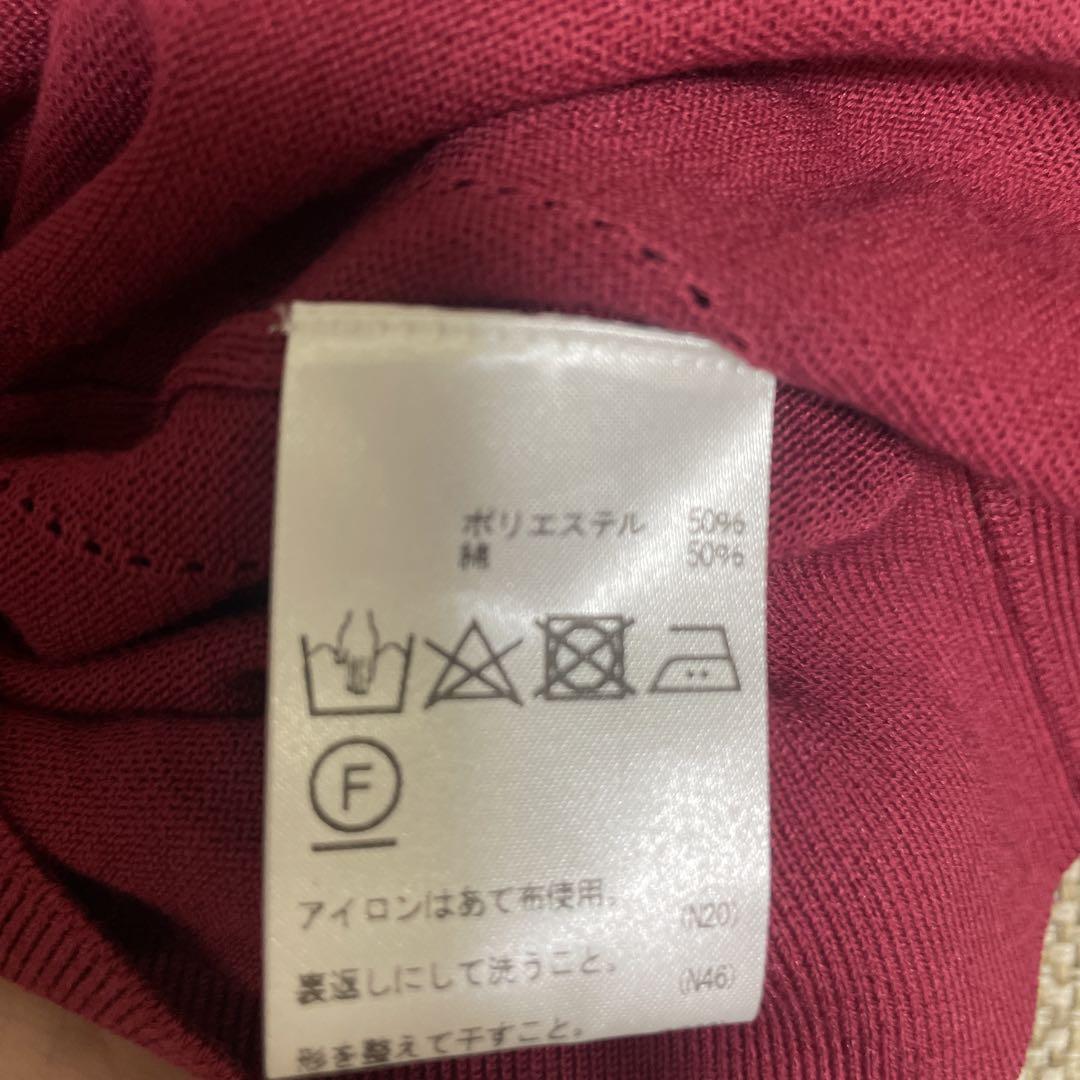 ポリエステル 50%
綿 50%
F
アイロンはあて布使用。 (N20)
裏返しにして洗うこと。 (N46)
形を整えて干すこと。